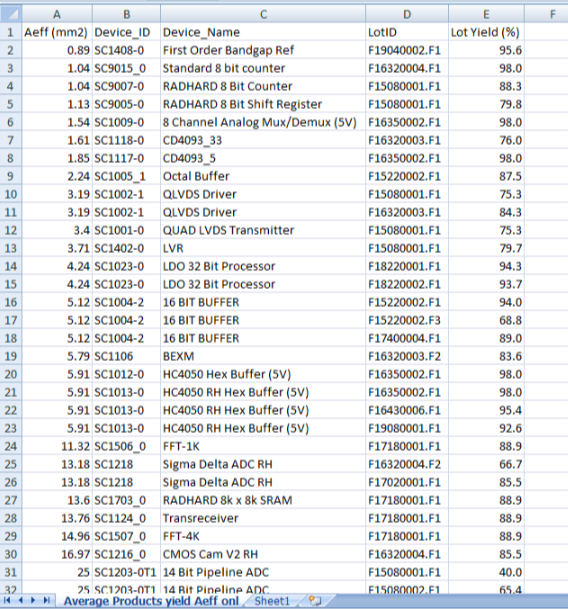 A B C D E F
1 Aeff (mm2) Device_ID Device_Name LotID Lot Yield (%)
2 0.89 SC1408-0 First Order Bandgap Ref F19040002.F1 95.6
3 1.04 SC9015_0 Standard 8 bit counter F16320004.F1 98.0
4 1.04 SC9007-0 RADHARD 8 Bit Counter F15080001.F1 88.3
5 1.13 SC9005-0 RADHARD 8 Bit Shift Register F15080001.F1 79.8
6 1.54 SC1009-0 8 Channel Analog Mux/Demux (5V) F16350002.F1 98.0
7 1.61 SC1118-0 CD4093_33 F16320003.F1 76.0
8 1.85 SC1117-0 CD4093_5 F16350002.F1 98.0
9 2.24 SC1005_1 Octal Buffer F15220002.F1 87.5
10 3.19 SC1002-1 QLVDS Driver F15080001.F1 75.3
11 3.19 SC1002-1 QLVDS Driver F16320003.F1 84.3
12 3.4 SC1001-0 QUAD LVDS Transmitter F15080001.F1 75.3
13 3.71 SC1402-0 LVR F15080001.F1 79.7
14 4.24 SC1023-0 LDO 32 Bit Processor F18220001.F1 94.3
15 4.24 SC1023-0 LDO 32 Bit Processor F18220002.F1 93.7
16 5.12 SC1004-2 16 BIT BUFFER F15220002.F1 94.0
17 5.12 SC1004-2 16 BIT BUFFER F15220002.F3 68.8
18 5.12 SC1004-2 16 BIT BUFFER F17400004.F1 89.0
19 5.79 SC1106 BEXM F16320003.F2 83.6
20 5.91 SC1012-0 HC4050 Hex Buffer (5V) F16350002.F1 98.0
21 5.91 SC1013-0 HC4050 RH Hex Buffer (5V) F16350002.F1 98.0
22 5.91 SC1013-0 HC4050 RH Hex Buffer (5V) F16430006.F1 95.4
23 5.91 SC1013-0 HC4050 RH Hex Buffer (5V) F19080001.F1 92.6
24 11.32 SC1506_0 FFT-1K F17180001.F1 88.9
25 13.18 SC1218 Sigma Delta ADC RH F16320004.F2 66.7
26 13.18 SC1218 Sigma Delta ADC RH F17020001.F1 85.5
27 13.6 SC1703_0 RADHARD 8k x 8k SRAM F17180001.F1 88.9
28 13.76 SC1124_0 Transreceiver F17180001.F1 88.9
29 14.96 SC1507_0 FFT-4K F17180001.F1 88.9
30 16.97 SC1216_0 CMOS Cam V2 RH F16320004.F1 85.5
31 25 SC1203-0T1 14 Bit Pipeline ADC F15080001.F1 40.0
32 25 SC1203-0T1 14 Bit Pipeline ADC F15080002.F1 65.4
Average Products yield Aeff onl Sheet1